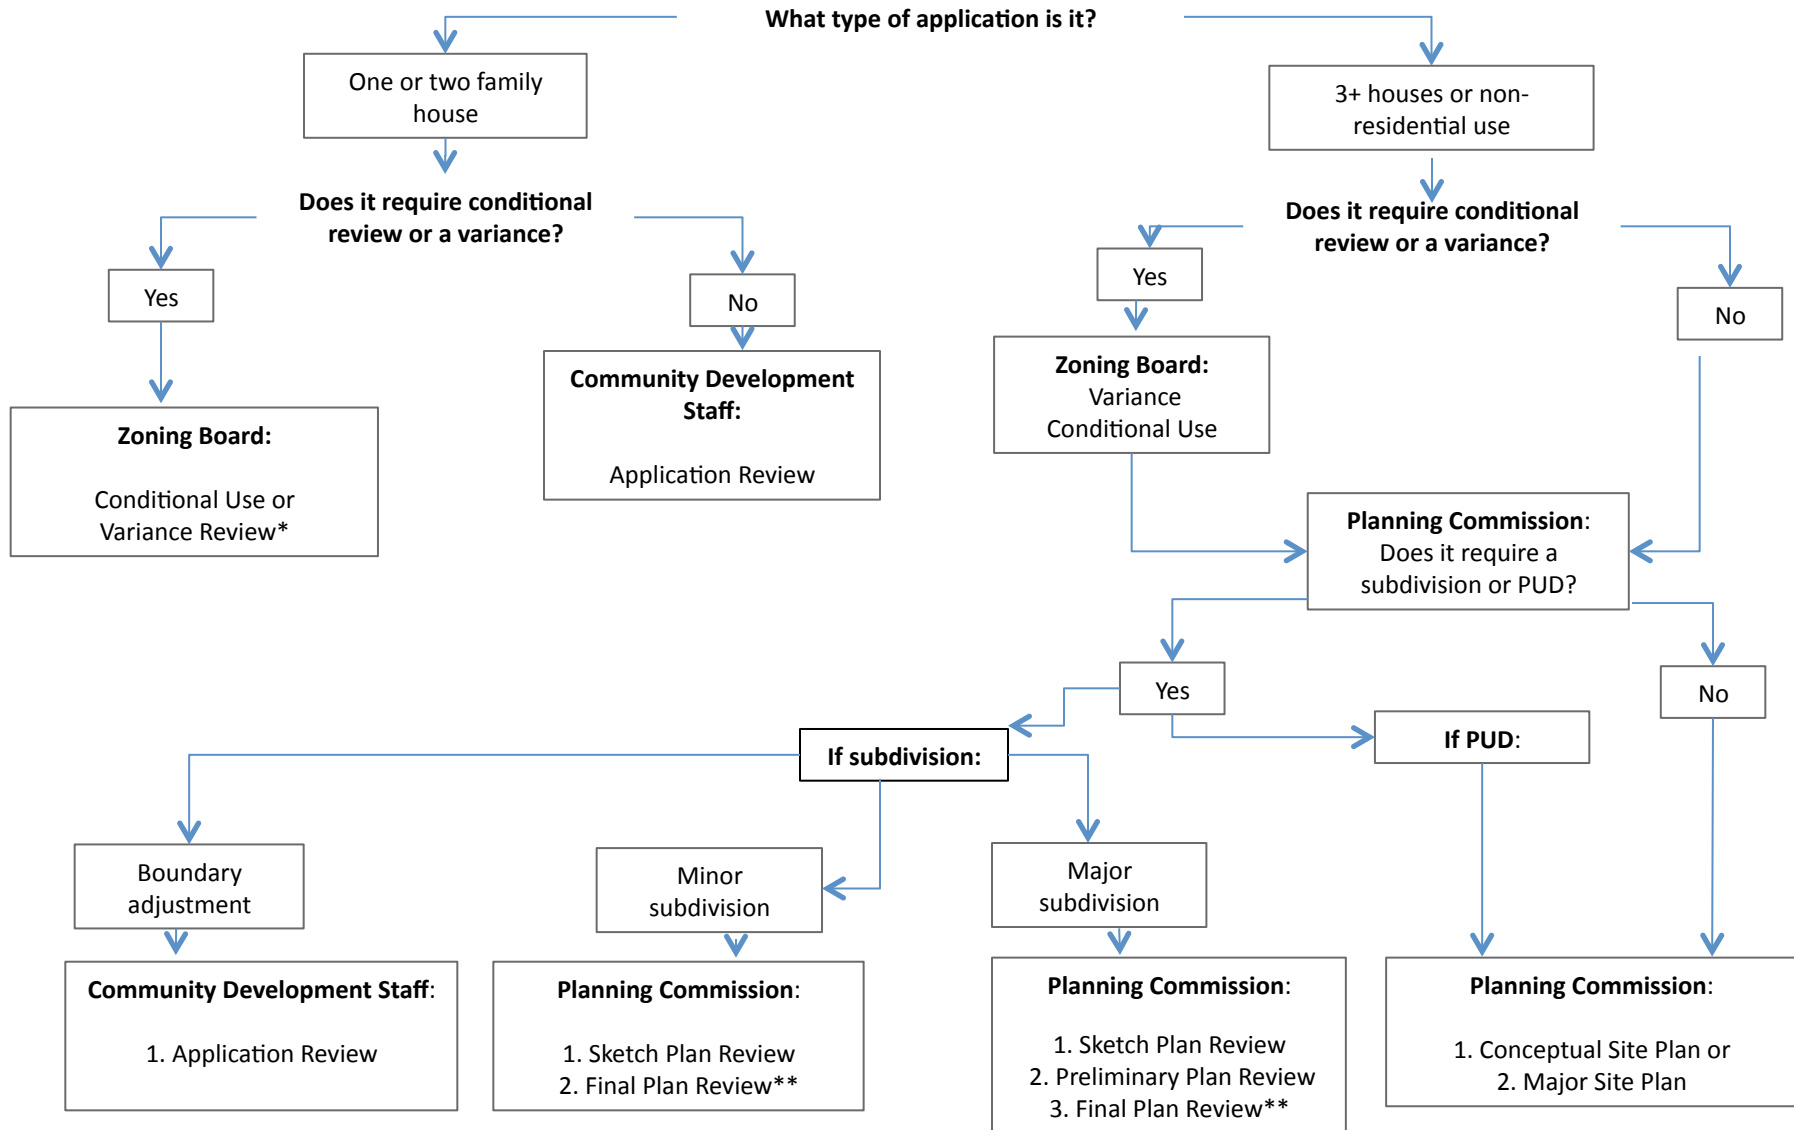 What type of application is it?
One or two family
house
3+ houses or non-
residential use
Does it require conditional
review or a variance?
Does it require conditional
review or a variance?
Yes
No
Yes
No
Zoning Board:
Conditional Use or
Variance Review*
Community Development
Staff:
Application Review
Zoning Board:
Variance
Conditional Use
Planning Commission:
Does it require a
subdivision or PUD?
Yes
No
If subdivision:
If PUD:
Boundary
adjustment
Minor
subdivision
Major
subdivision
Community Development Staff:
1. Application Review
Planning Commission:
1. Sketch Plan Review
2. Final Plan Review**
Planning Commission:
1. Sketch Plan Review
2. Preliminary Plan Review
3. Final Plan Review**
Planning Commission:
1. Conceptual Site Plan or
2. Major Site Plan